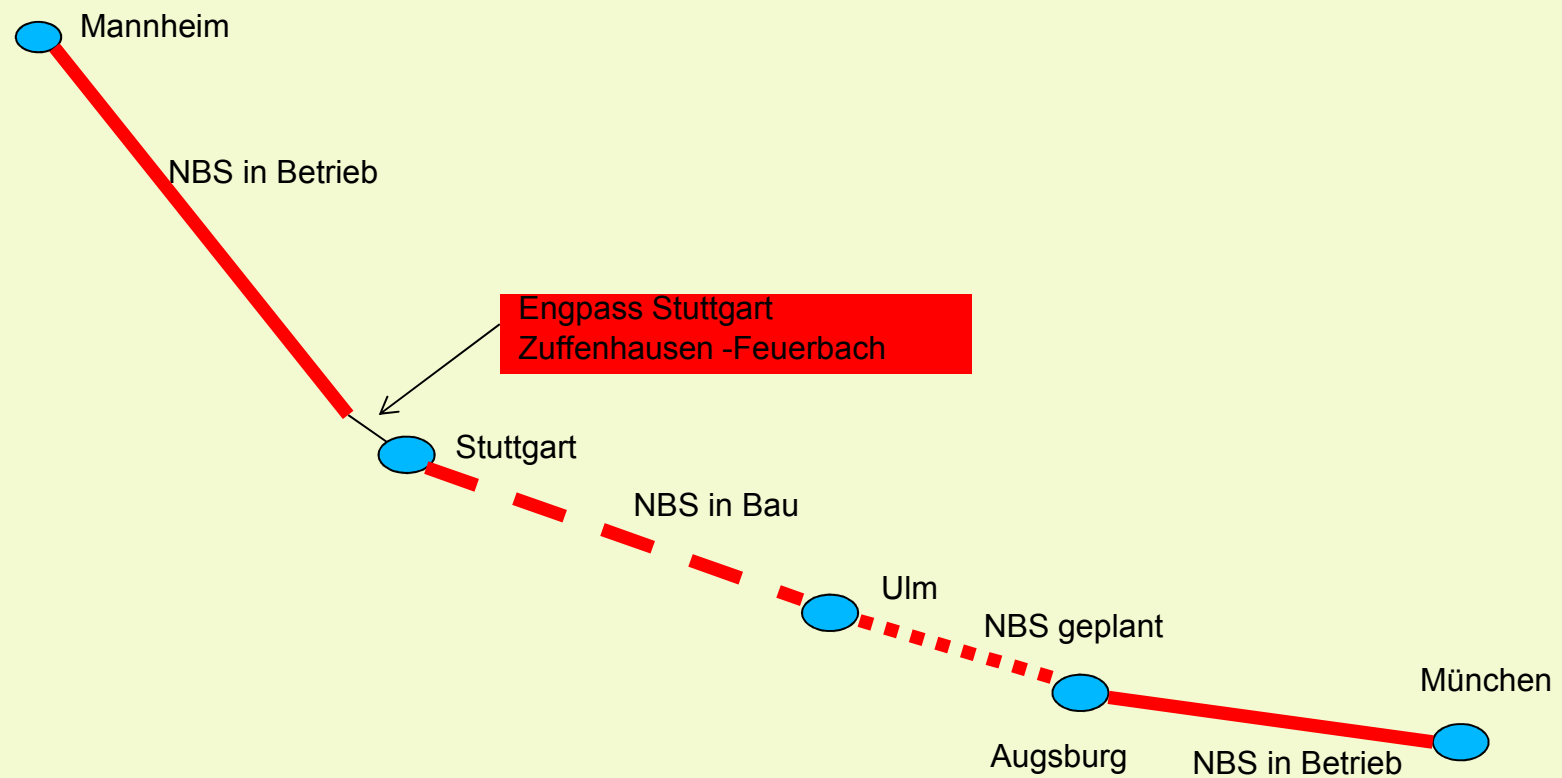 Mannheim
NBS in Betrieb
Engpass Stuttgart
Zuffenhausen -Feuerbach
Stuttgart
NBS in Bau
Ulm
NBS geplant
München
Augsburg
NBS in Betrieb